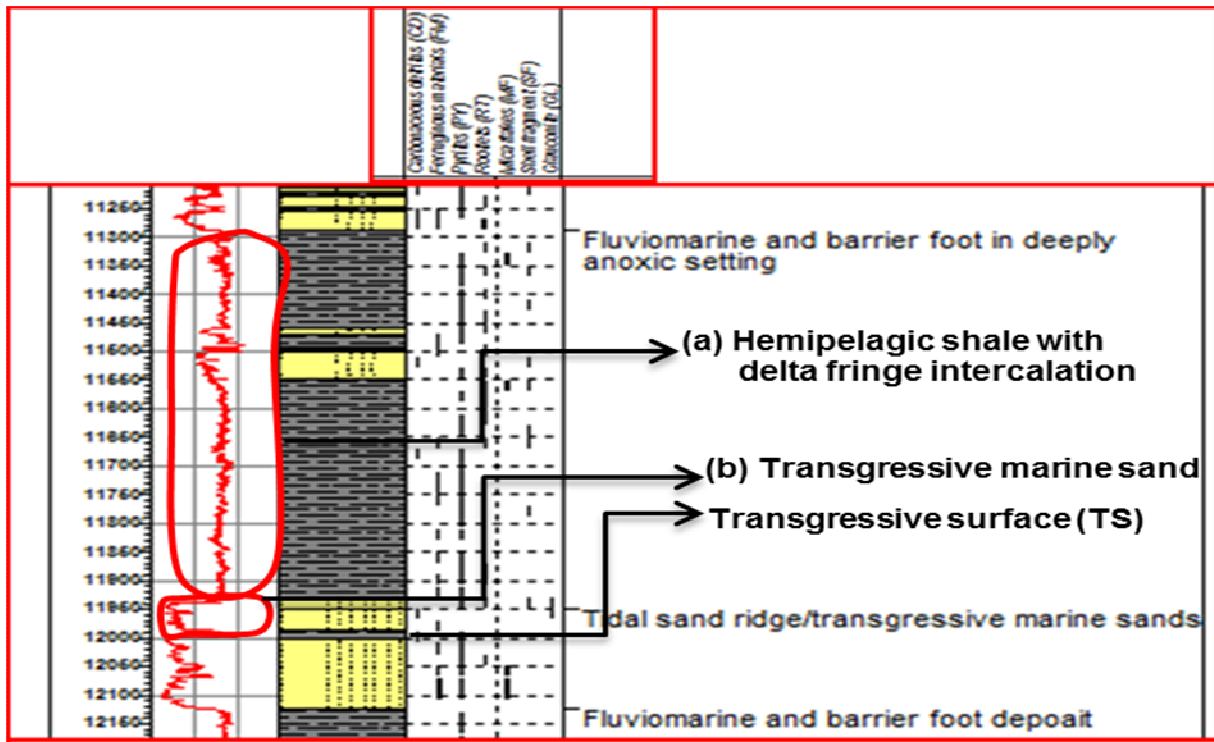 Carbonaceous detritus (CD)
Ferruginous materials (FM)
Pyrites (PY)
Rootlets (RT)
Mica flakes (MF)
Shell fragment (SF)
Glauconite (GL)
11250
11300
11350
11400
11450
11500
11550
11600
11650
11700
11750
11800
11850
11900
11950
12000
12050
12100
12150
Fluviomarine and barrier foot in deeply
anoxic setting
(a) Hemipelagic shale with
delta fringe intercalation
(b) Transgressive marine sand
Transgressive surface (TS)
Tidal sand ridge/transgressive marine sands
Fluviomarine and barrier foot depoait